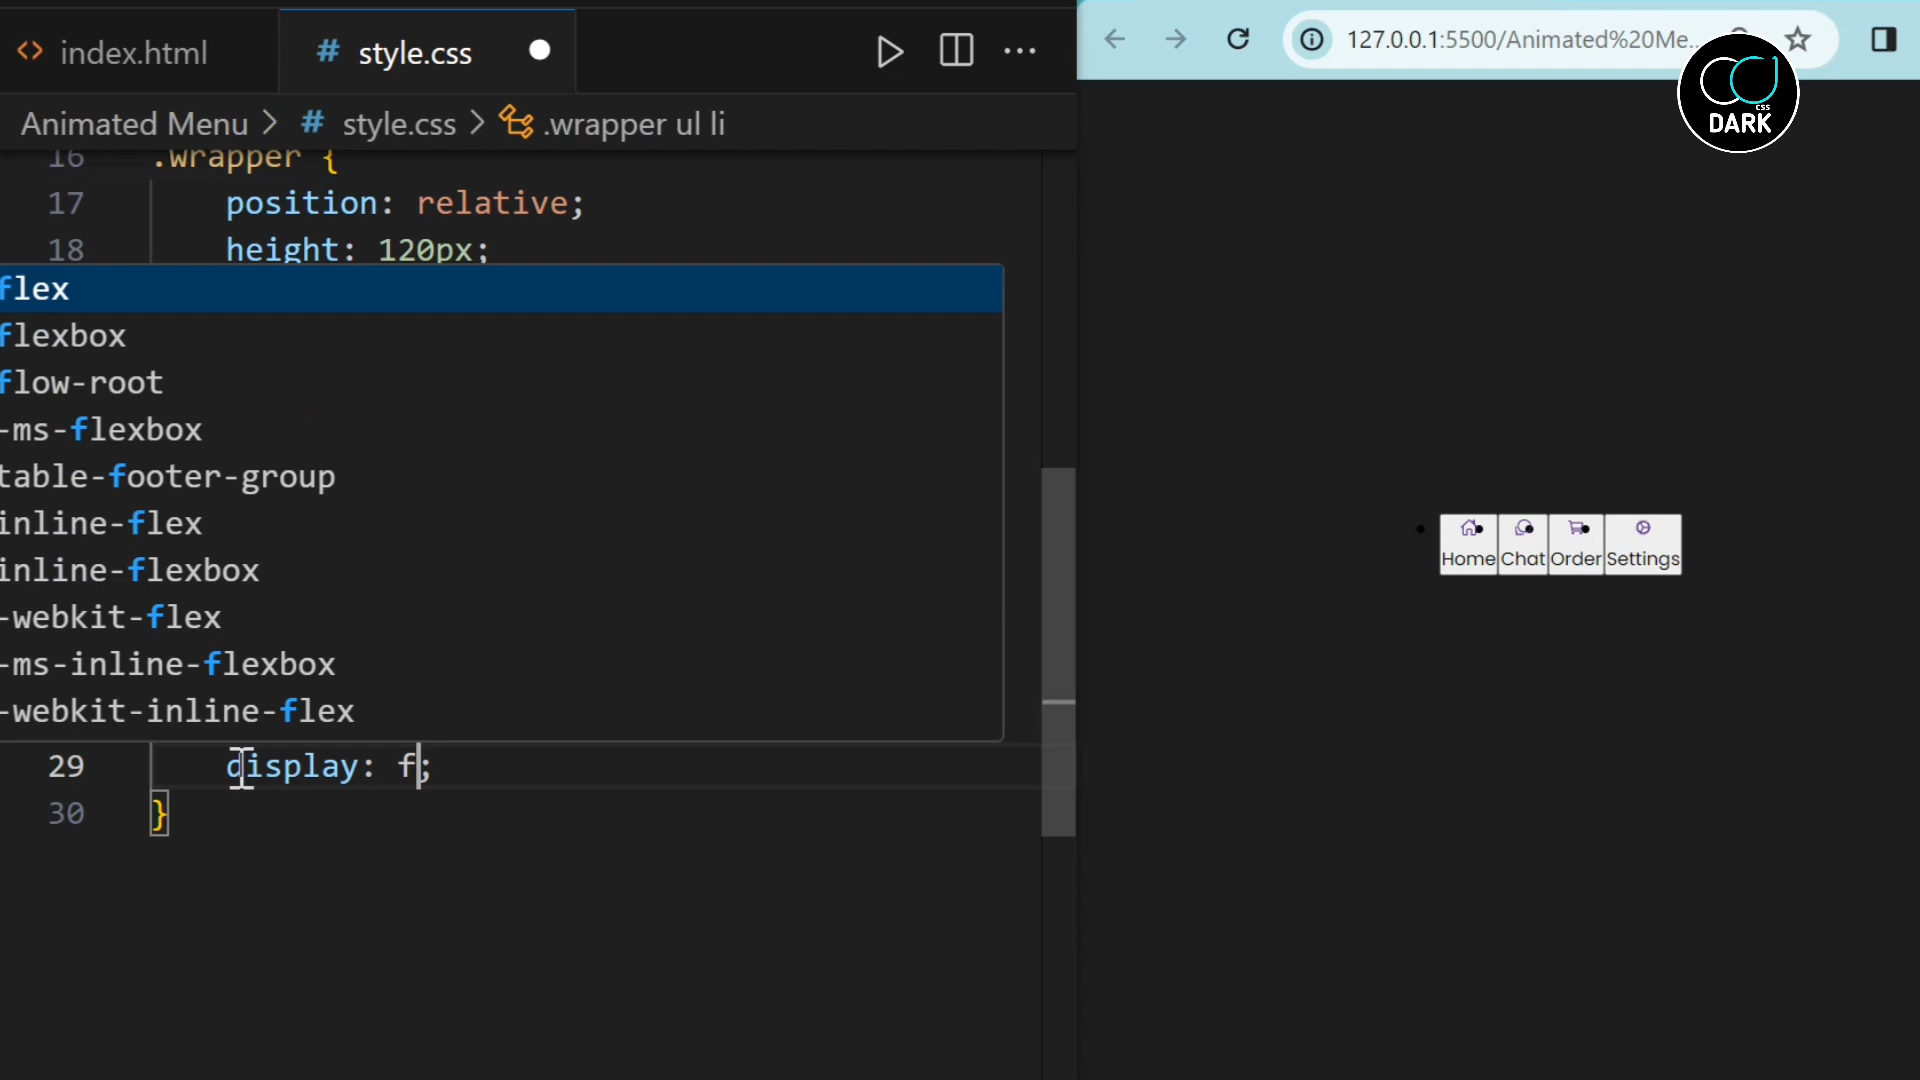 index.html
# style.css
Animated Menu > # style.css > .wrapper ul li
16 .wrapper {
17 position: relative;
18 height: 120px;
flex
flexbox
flow-root
-ms-flexbox
table-footer-group
inline-flex
inline-flexbox
-webkit-flex
-ms-inline-flexbox
-webkit-inline-flex
29 display: f;
30 }
127.0.0.1:5500/Animated%20Me...
CSS
DARK
Home Chat Order Settings